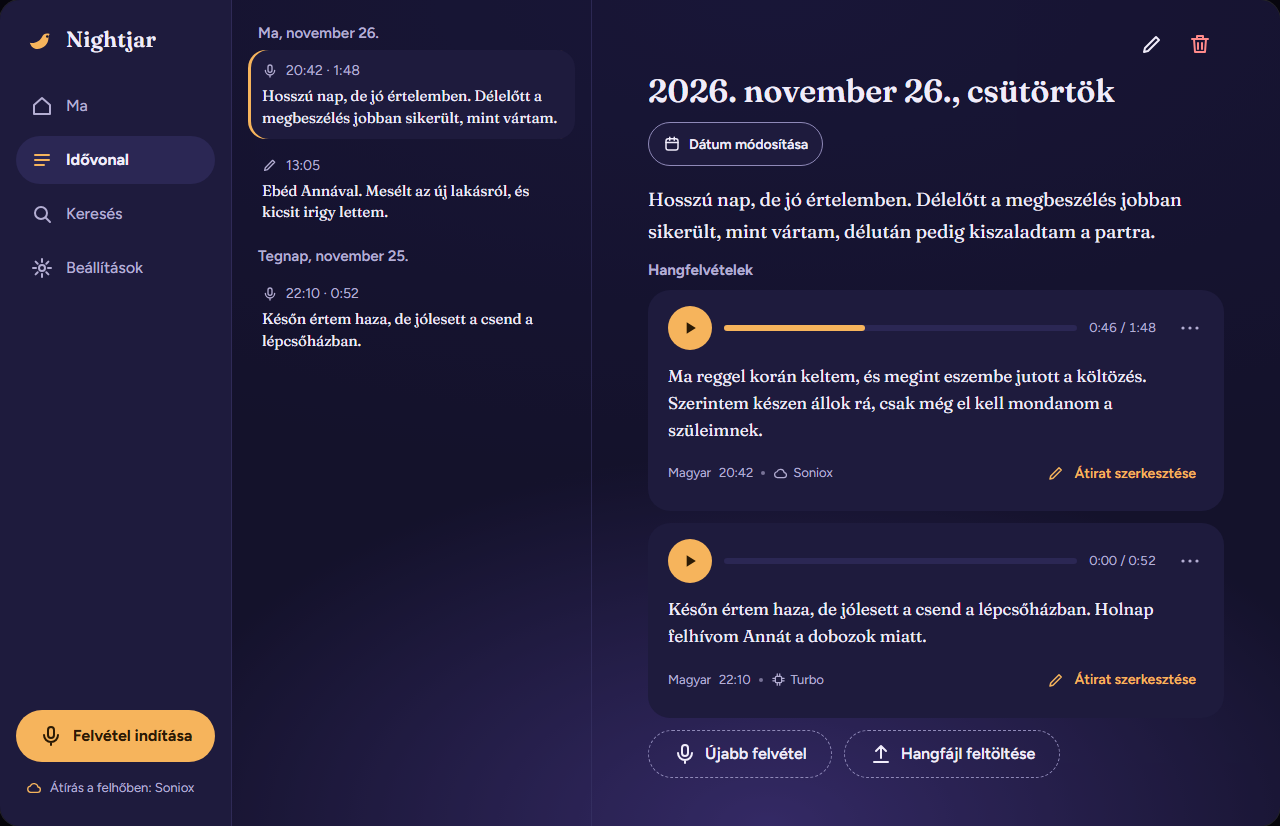 Nightjar
Ma
Idővonal
Keresés
Beállítások
Felvétel indítása
Átírás a felhőben: Soniox
Ma, november 26.
20:42 · 1:48
Hosszú nap, de jó értelemben. Délelőtt a
megbeszélés jobban sikerült, mint vártam.
13:05
Ebéd Annával. Mesélt az új lakásról, és
kicsit irigy lettem.
Tegnap, november 25.
22:10 · 0:52
Későn értem haza, de jólesett a csend a
lépcsőházban.
2026. november 26., csütörtök
Dátum módosítása
Hosszú nap, de jó értelemben. Délelőtt a megbeszélés jobban
sikerült, mint vártam, délután pedig kiszaladtam a partra.
Hangfelvételek
0:46 / 1:48
Ma reggel korán keltem, és megint eszembe jutott a költözés.
Szerintem készen állok rá, csak még el kell mondanom a
szüleimnek.
Magyar 20:42 • Soniox
Átirat szerkesztése
0:00 / 0:52
Későn értem haza, de jólesett a csend a lépcsőházban. Holnap
felhívom Annát a dobozok miatt.
Magyar 22:10 • Turbo
Átirat szerkesztése
Újabb felvétel
Hangfájl feltöltése